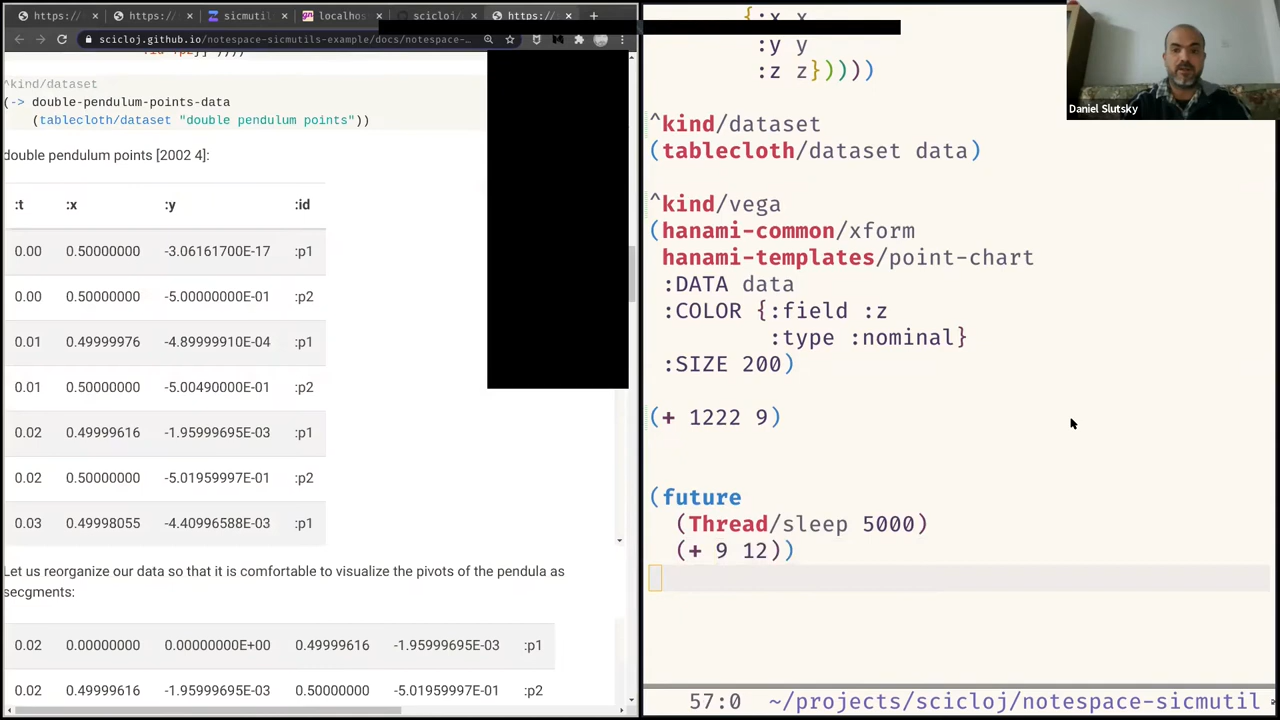 https:/
https:/
sicmutil
localhos
scicloj/
https:/
scicloj.github.io/notespace-sicmutils-example/docs/notespace-...
^kind/dataset
(-> double-pendulum-points-data
(tablecloth/dataset "double pendulum points"))
double pendulum points [2002 4]:
:t :x :y :id
0.00 0.50000000 -3.06161700E-17 :p1
0.00 0.50000000 -5.00000000E-01 :p2
0.01 0.49999976 -4.89999910E-04 :p1
0.01 0.50000000 -5.00490000E-01 :p2
0.02 0.49999616 -1.95999695E-03 :p1
0.02 0.50000000 -5.01959997E-01 :p2
0.03 0.49998055 -4.40996588E-03 :p1
Let us reorganize our data so that it is comfortable to visualize the pivots of the pendula as
secgments:
0.02 0.00000000 0.00000000E+00 0.49999616 -1.95999695E-03 :p1
0.02 0.49999616 -1.95999695E-03 0.50000000 -5.01959997E-01 :p2
{:x x
:y y
:z z}))))
^kind/dataset
(tablecloth/dataset data)
^kind/vega
(hanami-common/xform
hanami-templates/point-chart
:DATA data
:COLOR {:field :z
:type :nominal}
:SIZE 200)
(+ 1222 9)
(future
(Thread/sleep 5000)
(+ 9 12))
57:0 ~/projects/scicloj/notespace-sicmutil
Daniel Slutsky